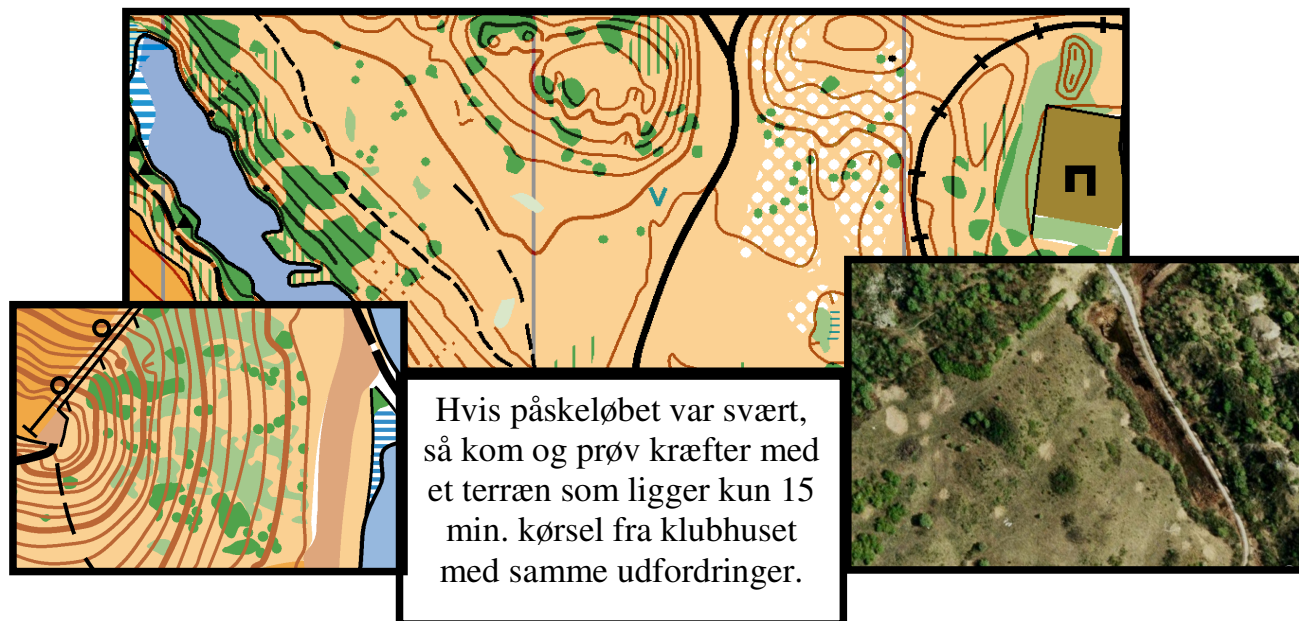 Hvis påskeløbet var svært,
så kom og prøv kræfter med
et terræn som ligger kun 15
min. kørsel fra klubhuset
med samme udfordringer.